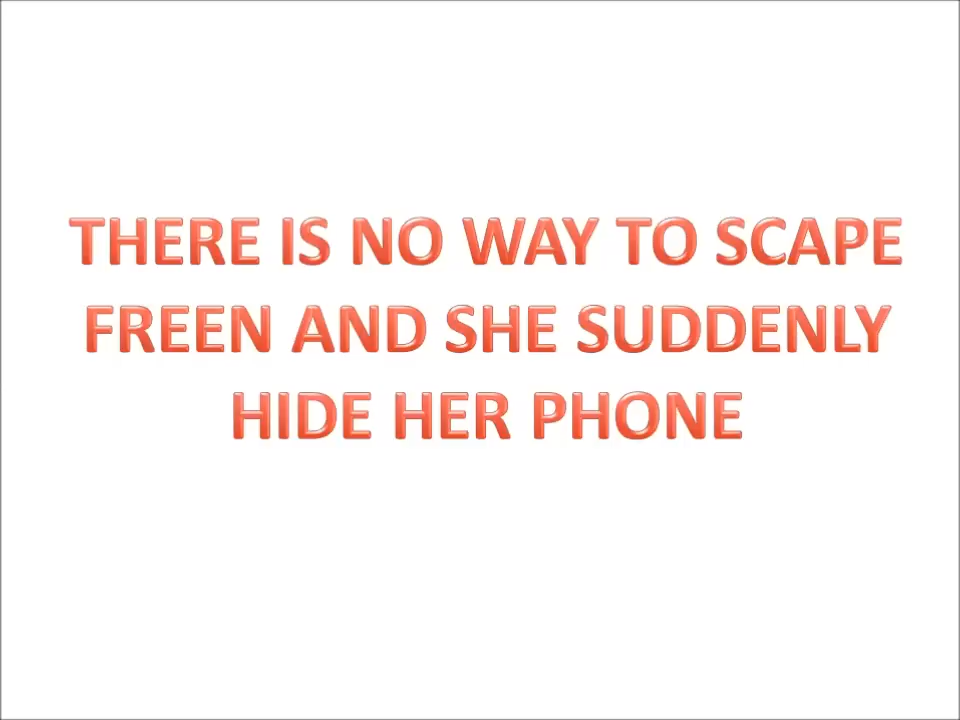 THERE IS NO WAY TO SCAPE
FREEN AND SHE SUDDENLY
HIDE HER PHONE